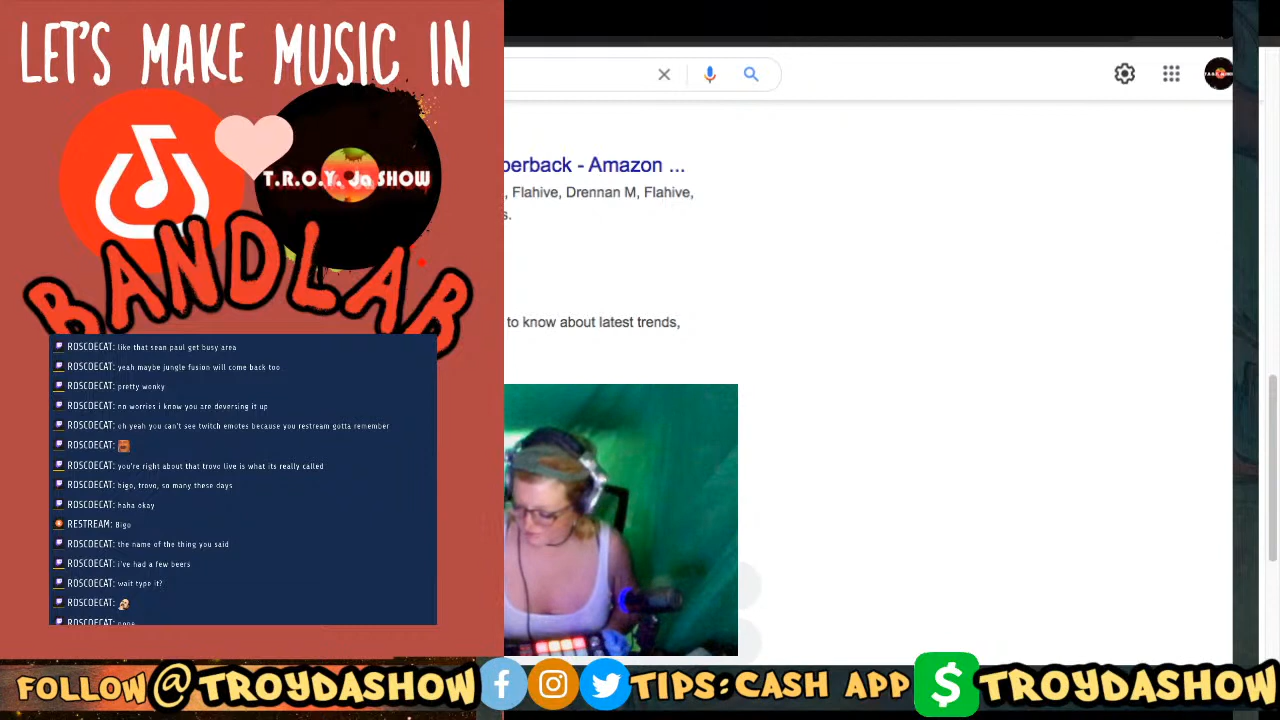 LET'S MAKE MUSIC IN
T.R.O.Y. Da SHOW
BANDLAB
perback - Amazon ...
, Flahive, Drennan M, Flahive,
s.
to know about latest trends,
ROSCOECAT: like that sean paul get busy area
ROSCOECAT: yeah maybe jungle fusion will come back too
ROSCOECAT: pretty wonky
ROSCOECAT: no worries i know you are deversing it up
ROSCOECAT: oh yeah you can't see twitch emotes because you restream gotta remember
ROSCOECAT:
ROSCOECAT: you're right about that trovo live is what its really called
ROSCOECAT: bigo, trovo, so many these days
ROSCOECAT: haha okay
RESTREAM: Bigo
ROSCOECAT: the name of the thing you said
ROSCOECAT: i've had a few beers
ROSCOECAT: wait type it?
ROSCOECAT:
ROSCOECAT: nope
FOLLOW @TROYDASHOW TIPS:CASH APP $ TROYDASHOW